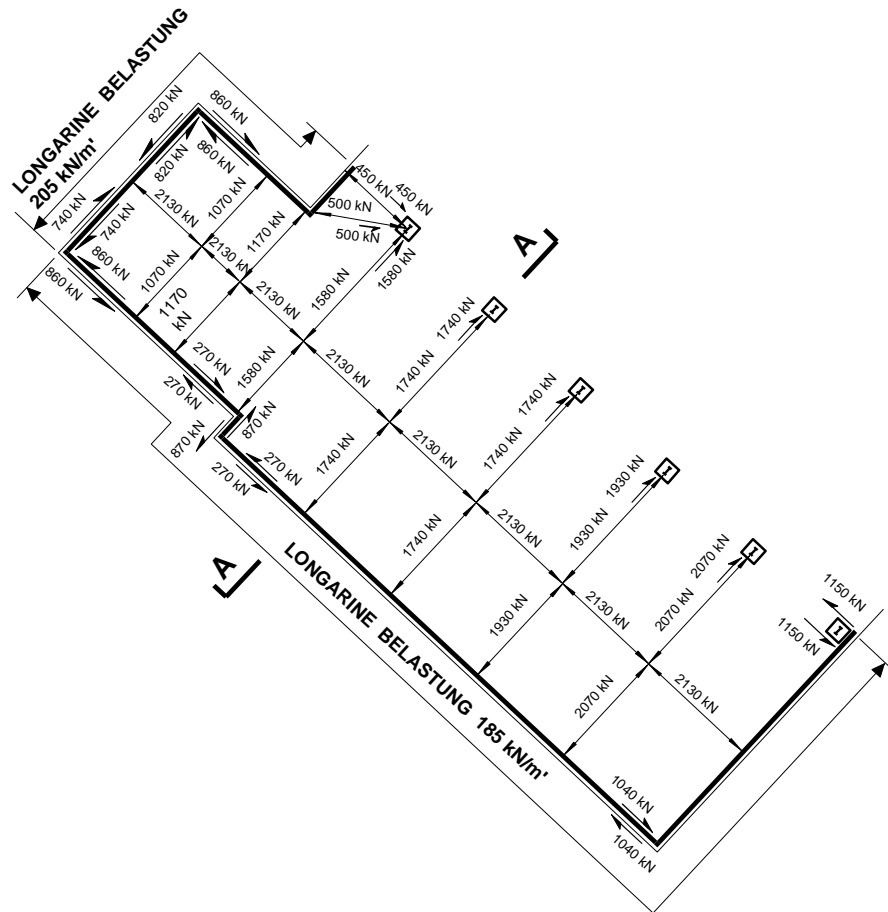 LONGARINE BELASTUNG
205 kN/m'
820 kN
860 kN
820 kN
860 kN
740 kN
740 kN
2130 kN
1070 kN
450 kN
450 kN
500 kN
500 kN
1170 kN
2130 kN
860 kN
860 kN
1070 kN
1170
kN
2130 kN
1580 kN
1580 kN
I
A
270 kN
270 kN
1580 kN
2130 kN
1740 kN
1740 kN
I
870 kN
870 kN
270 kN
270 kN
1740 kN
2130 kN
1740 kN
1740 kN
I
A
1740 kN
2130 kN
1930 kN
1930 kN
I
LONGARINE BELASTUNG 185 kN/m'
1930 kN
2130 kN
2070 kN
2070 kN
I
2070 kN
2130 kN
1150 kN
1150 kN
I
1040 kN
1040 kN